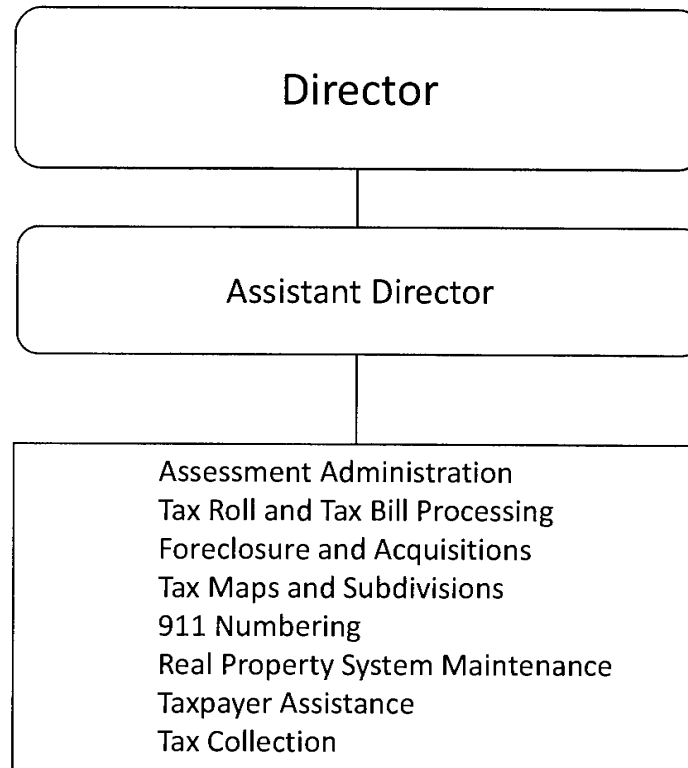 Director
Assistant Director
Assessment Administration
Tax Roll and Tax Bill Processing
Foreclosure and Acquisitions
Tax Maps and Subdivisions
911 Numbering
Real Property System Maintenance
Taxpayer Assistance
Tax Collection